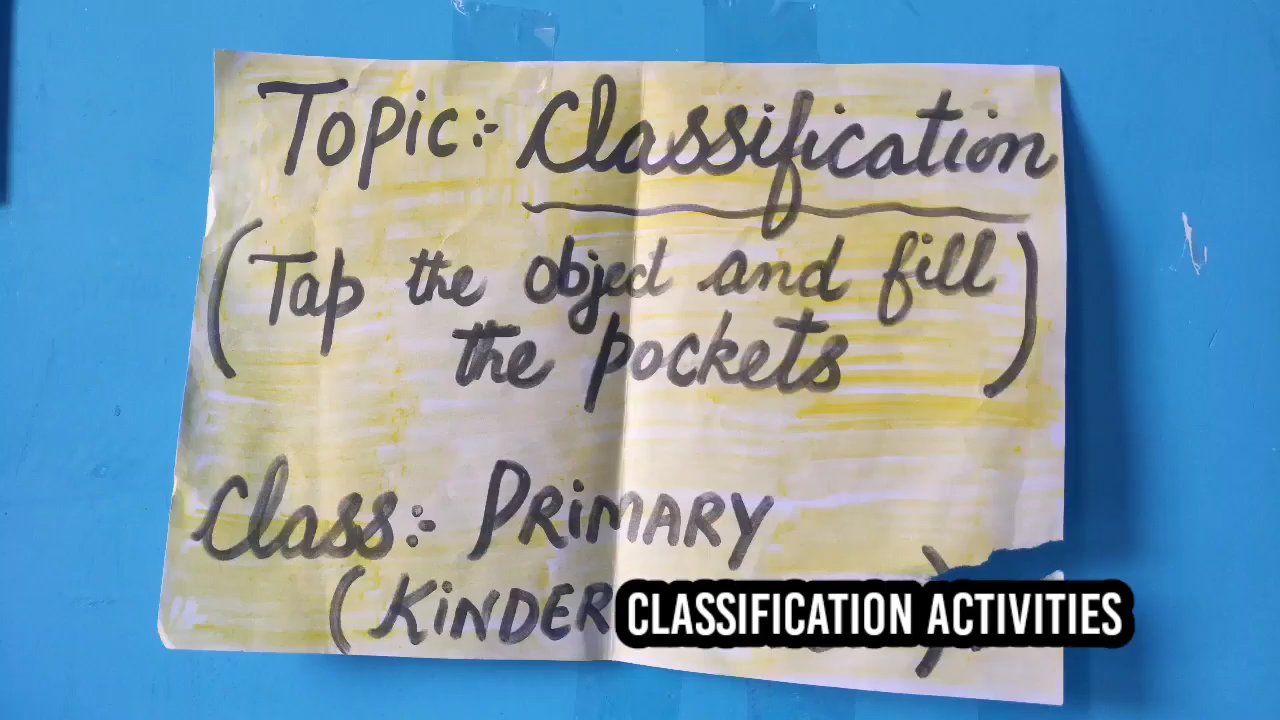 Topic:- Classification
(Tap the object and fill
the pockets)
Class:- PRIMARY
(KINDER
CLASSIFICATION ACTIVITIES